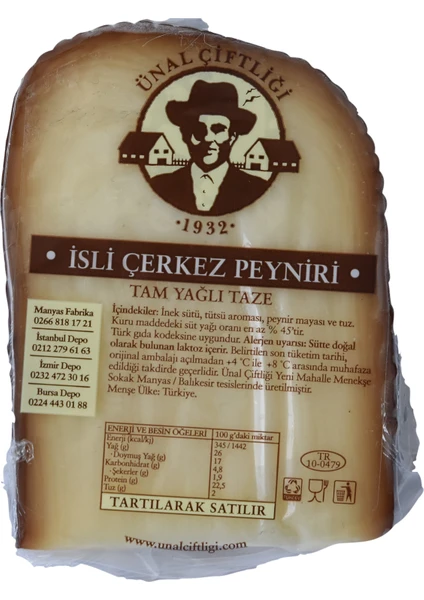 ÜNAL ÇİFTLİĞİ
·1932·
· İSLİ ÇERKEZ PEYNİRİ ·
TAM YAĞLI TAZE
Manyas Fabrika
0266 818 17 21
İstanbul Depo
0212 279 61 63
İzmir Depo
0232 472 30 16
Bursa Depo
0224 443 01 88
İçindekiler: İnek sütü, tütsü aroması, peynir mayası ve tuz.
Kuru maddedeki süt yağı oranı en az % 45'tir.
Türk gıda kodeksine uygundur. Alerjen uyarısı: Sütte doğal
olarak bulunan laktoz içerir. Belirtilen son tüketim tarihi,
orijinal ambalajı açılmadan +4 °C ile +8 °C arasında muhafaza
edildiği takdirde geçerlidir. Ünal Çiftliği Yeni Mahalle Menekşe
Sokak Manyas / Balıkesir tesislerinde üretilmiştir.
Menşe Ülke: Türkiye.
ENERJİ VE BESİN ÖĞELERİ 100 g'daki miktar
Enerji (kcal/kj) 345 / 1442
Yağ (g) 26
-Doymuş Yağ (g) 17
Karbonhidrat (g) 4,8
-Şekerler (g) 1,9
Protein (g) 22,5
Tuz (g) 2
TARTILARAK SATILIR
TR
10-0479
www.unalciftligi.com